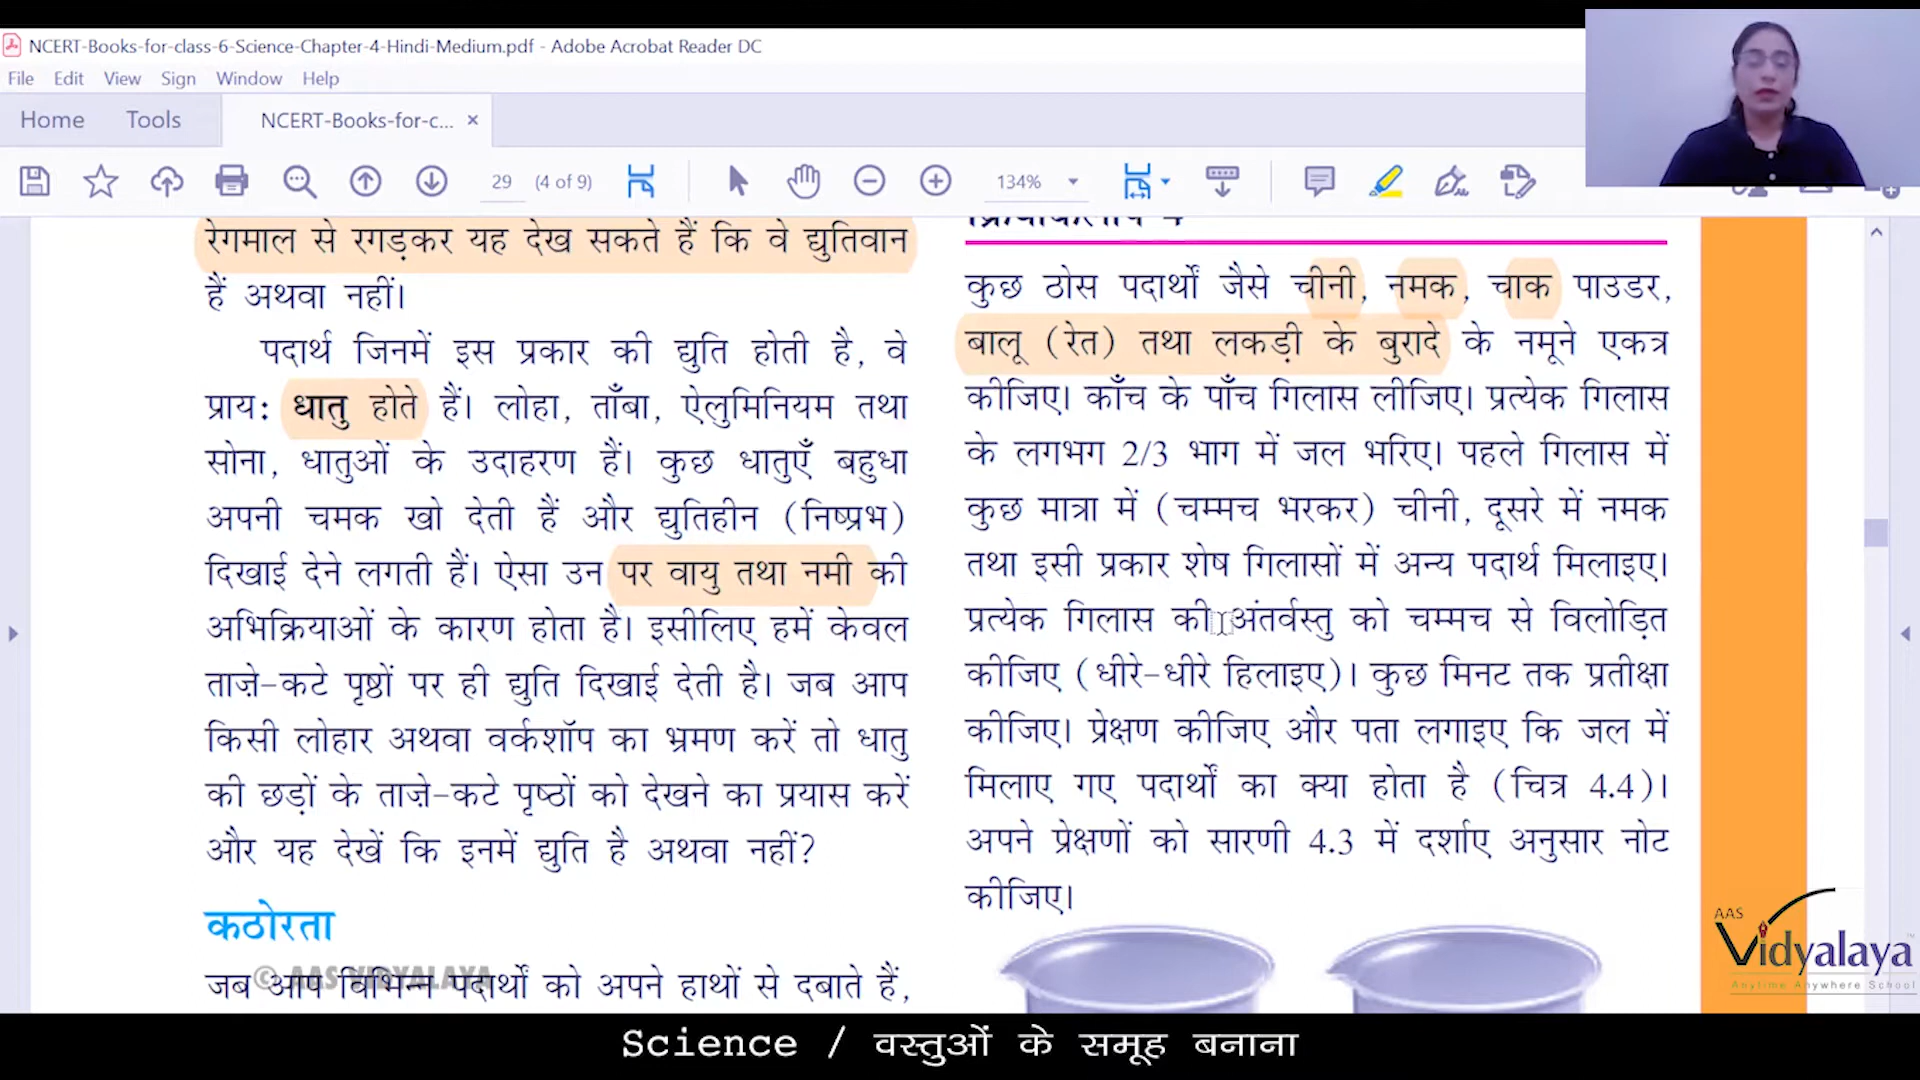 NCERT-Books-for-class-6-Science-Chapter-4-Hindi-Medium.pdf - Adobe Acrobat Reader DC
File Edit View Sign Window Help
Home Tools NCERT-Books-for-c... ×
29 (4 of 9) 134%
रेगमाल से रगड़कर यह देख सकते हैं कि वे द्युतिवान
हैं अथवा नहीं।
पदार्थ जिनमें इस प्रकार की द्युति होती है, वे
प्राय: धातु होते हैं। लोहा, ताँबा, ऐलुमिनियम तथा
सोना, धातुओं के उदाहरण हैं। कुछ धातुएँ बहुधा
अपनी चमक खो देती हैं और द्युतिहीन (निष्प्रभ)
दिखाई देने लगती हैं। ऐसा उन पर वायु तथा नमी की
अभिक्रियाओं के कारण होता है। इसीलिए हमें केवल
ताज़े-कटे पृष्ठों पर ही द्युति दिखाई देती है। जब आप
किसी लोहार अथवा वर्कशॉप का भ्रमण करें तो धातु
की छड़ों के ताज़े-कटे पृष्ठों को देखने का प्रयास करें
और यह देखें कि इनमें द्युति है अथवा नहीं?
कठोरता
जब आप विभिन्न पदार्थों को अपने हाथों से दबाते हैं,
© AAS VIDYALAYA
क्रियाकलाप 4
कुछ ठोस पदार्थों जैसे चीनी, नमक, चाक पाउडर,
बालू (रेत) तथा लकड़ी के बुरादे के नमूने एकत्र
कीजिए। काँच के पाँच गिलास लीजिए। प्रत्येक गिलास
के लगभग 2/3 भाग में जल भरिए। पहले गिलास में
कुछ मात्रा में (चम्मच भरकर) चीनी, दूसरे में नमक
तथा इसी प्रकार शेष गिलासों में अन्य पदार्थ मिलाइए।
प्रत्येक गिलास की अंतर्वस्तु को चम्मच से विलोड़ित
कीजिए (धीरे-धीरे हिलाइए)। कुछ मिनट तक प्रतीक्षा
कीजिए। प्रेक्षण कीजिए और पता लगाइए कि जल में
मिलाए गए पदार्थों का क्या होता है (चित्र 4.4)।
अपने प्रेक्षणों को सारणी 4.3 में दर्शाए अनुसार नोट
कीजिए।
AAS
Vidyalaya
Anytime Anywhere School
Science / वस्तुओं के समूह बनाना